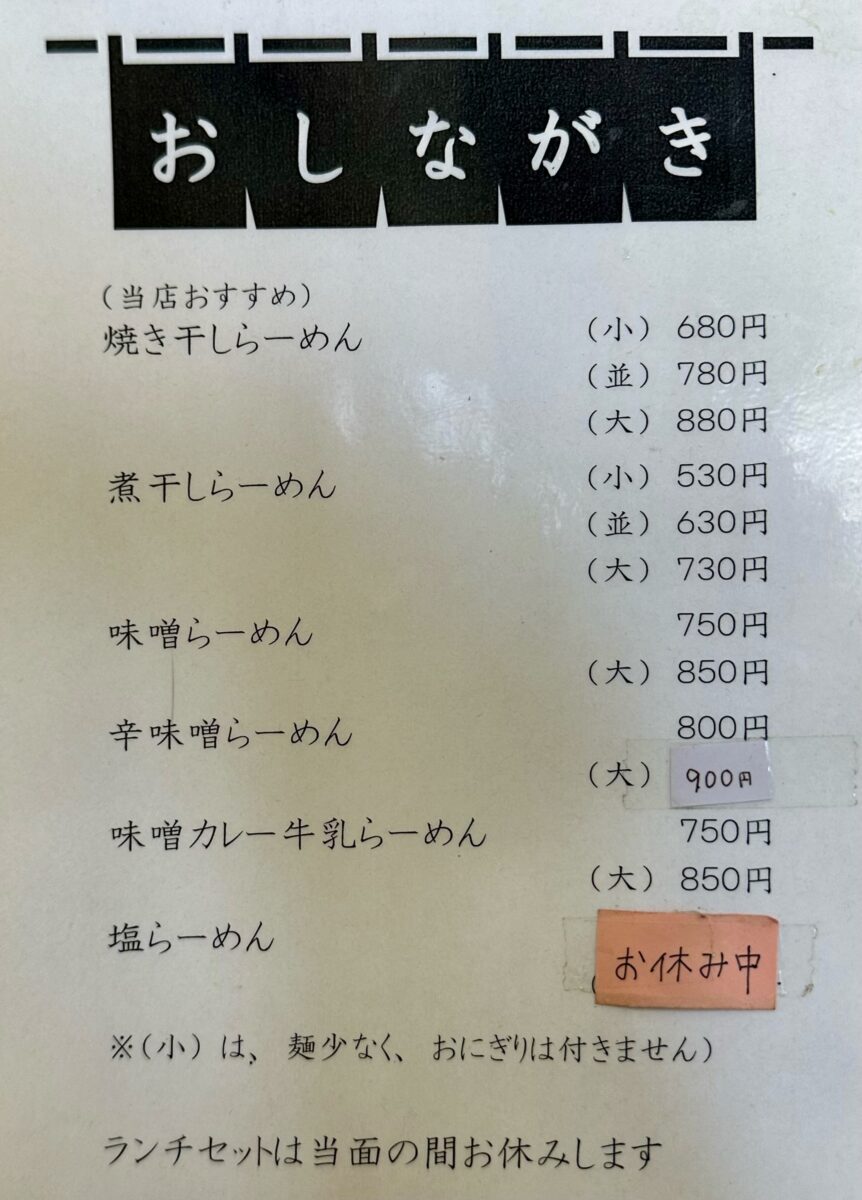 おしながき
(当店おすすめ)
焼き干しらーめん (小) 680円
(並) 780円
(大) 880円
煮干しらーめん (小) 530円
(並) 630円
(大) 730円
味噌らーめん 750円
(大) 850円
辛味噌らーめん 800円
(大) 900円
味噌カレー牛乳らーめん 750円
(大) 850円
塩らーめん お休み中
※(小) は、麺少なく、おにぎりは付きません)
ランチセットは当面の間お休みします